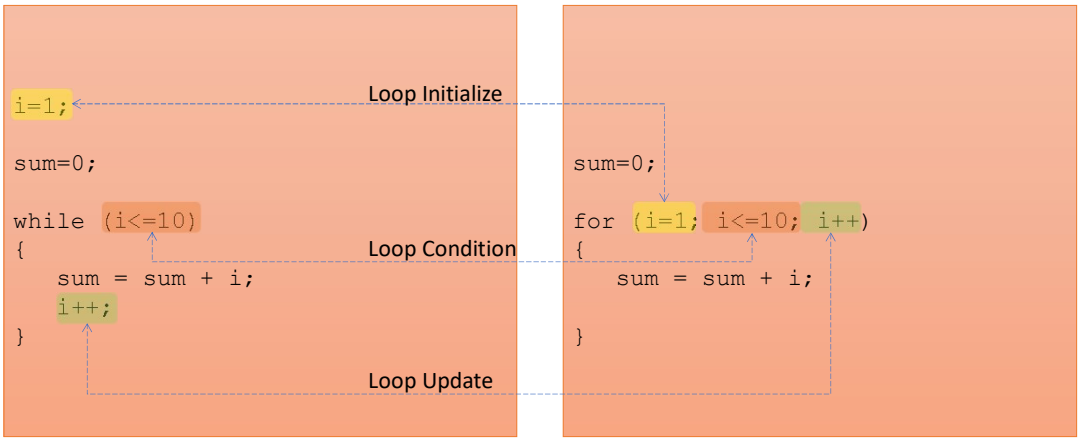 i=1;
sum=0;
while (i<=10)
{
sum = sum + i;
i++;
}
Loop Initialize
Loop Condition
Loop Update
sum=0;
for (i=1; i<=10; i++)
{
sum = sum + i;
}